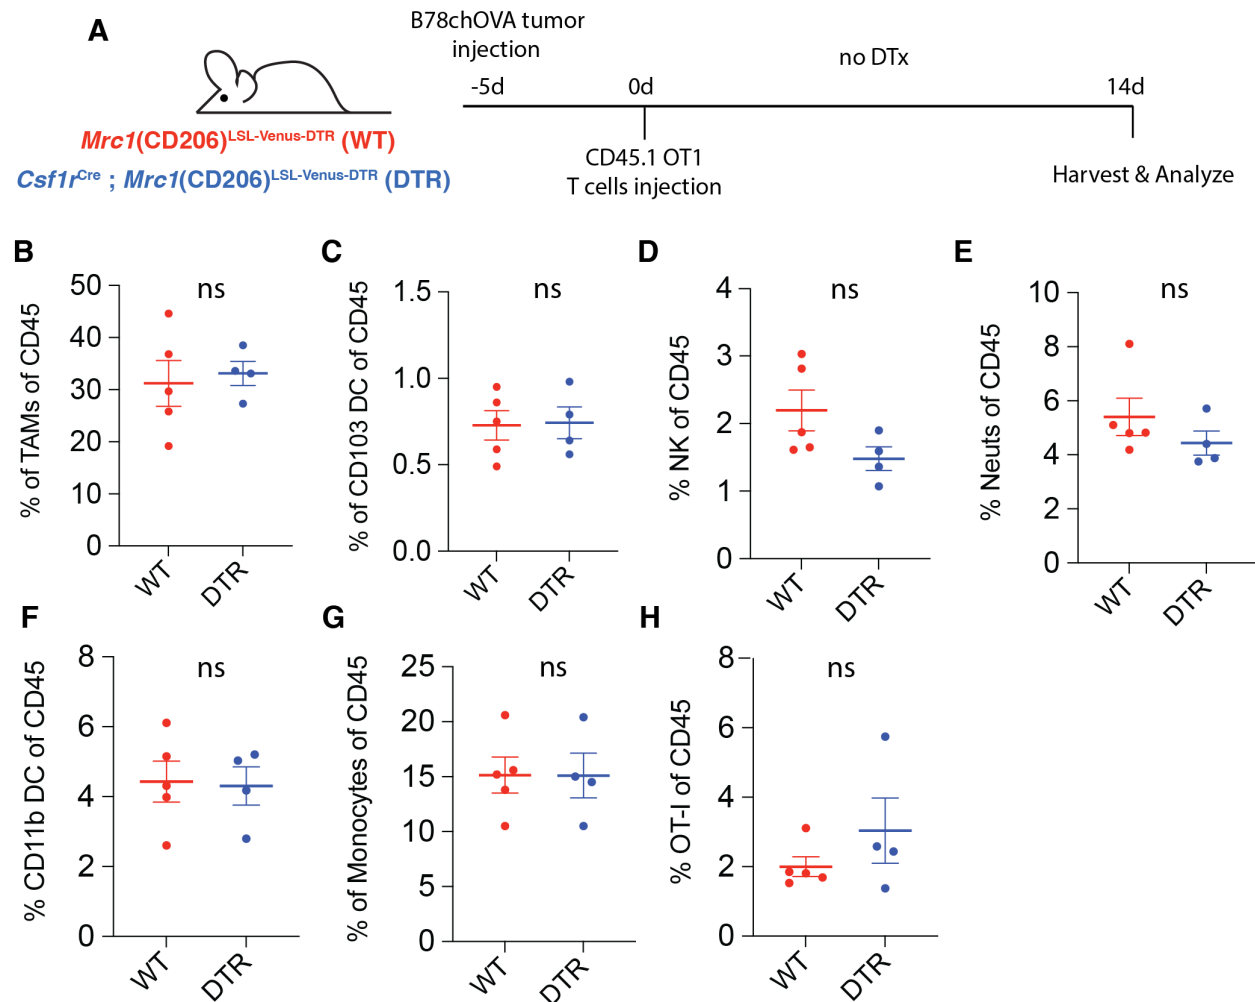 A
B78chOVA tumor
injection
-5d
0d
no DTx
14d
Mrc1(CD206)LSL-Venus-DTR (WT)
Csf1rCre ; Mrc1(CD206)LSL-Venus-DTR (DTR)
CD45.1 OT1
T cells injection
Harvest & Analyze
B
% of TAMs of CD45
50
40
30
20
10
0
ns
WT
DTR
C
% of CD103 DC of CD45
1.5
1.0
0.5
0.0
ns
WT
DTR
D
% NK of CD45
4
3
2
1
0
ns
WT
DTR
E
% Neuts of CD45
10
8
6
4
2
0
ns
WT
DTR
F
% CD11b DC of CD45
8
6
4
2
0
ns
WT
DTR
G
% of Monocytes of CD45
25
20
15
10
5
0
ns
WT
DTR
H
% OT-I of CD45
8
6
4
2
0
ns
WT
DTR